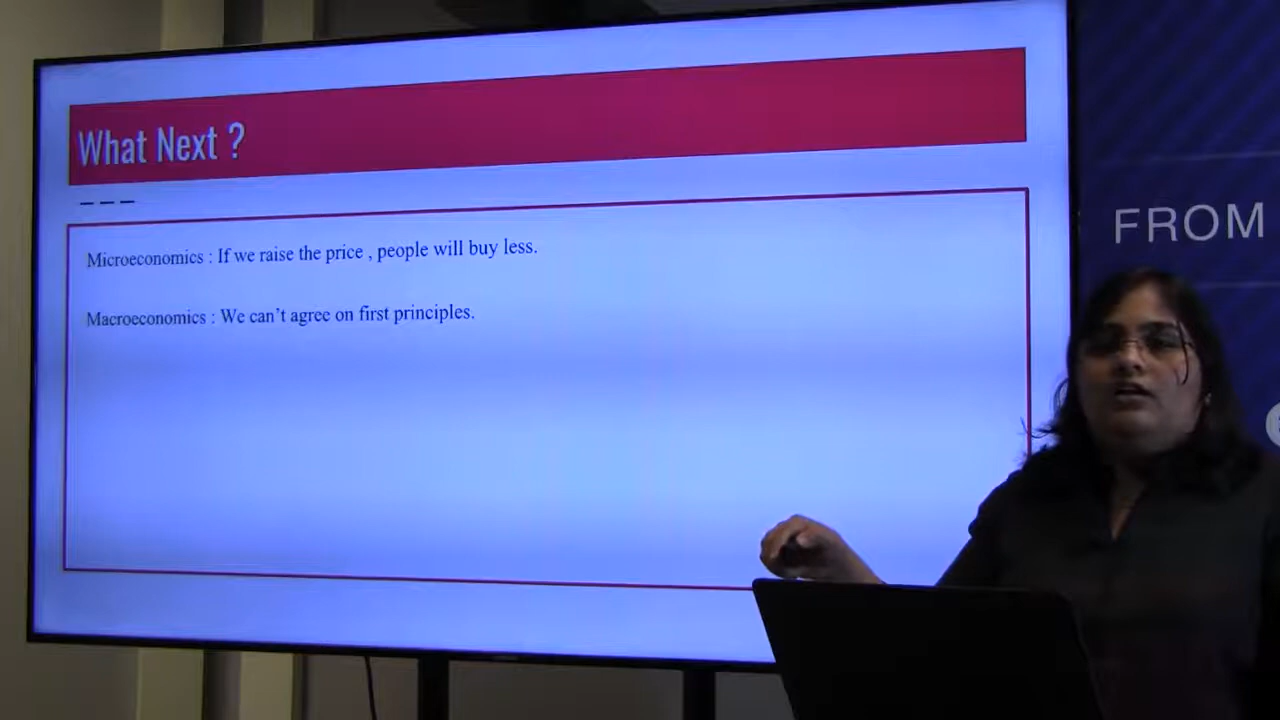 What Next ?
Microeconomics : If we raise the price , people will buy less.
Macroeconomics : We can't agree on first principles.
FROM